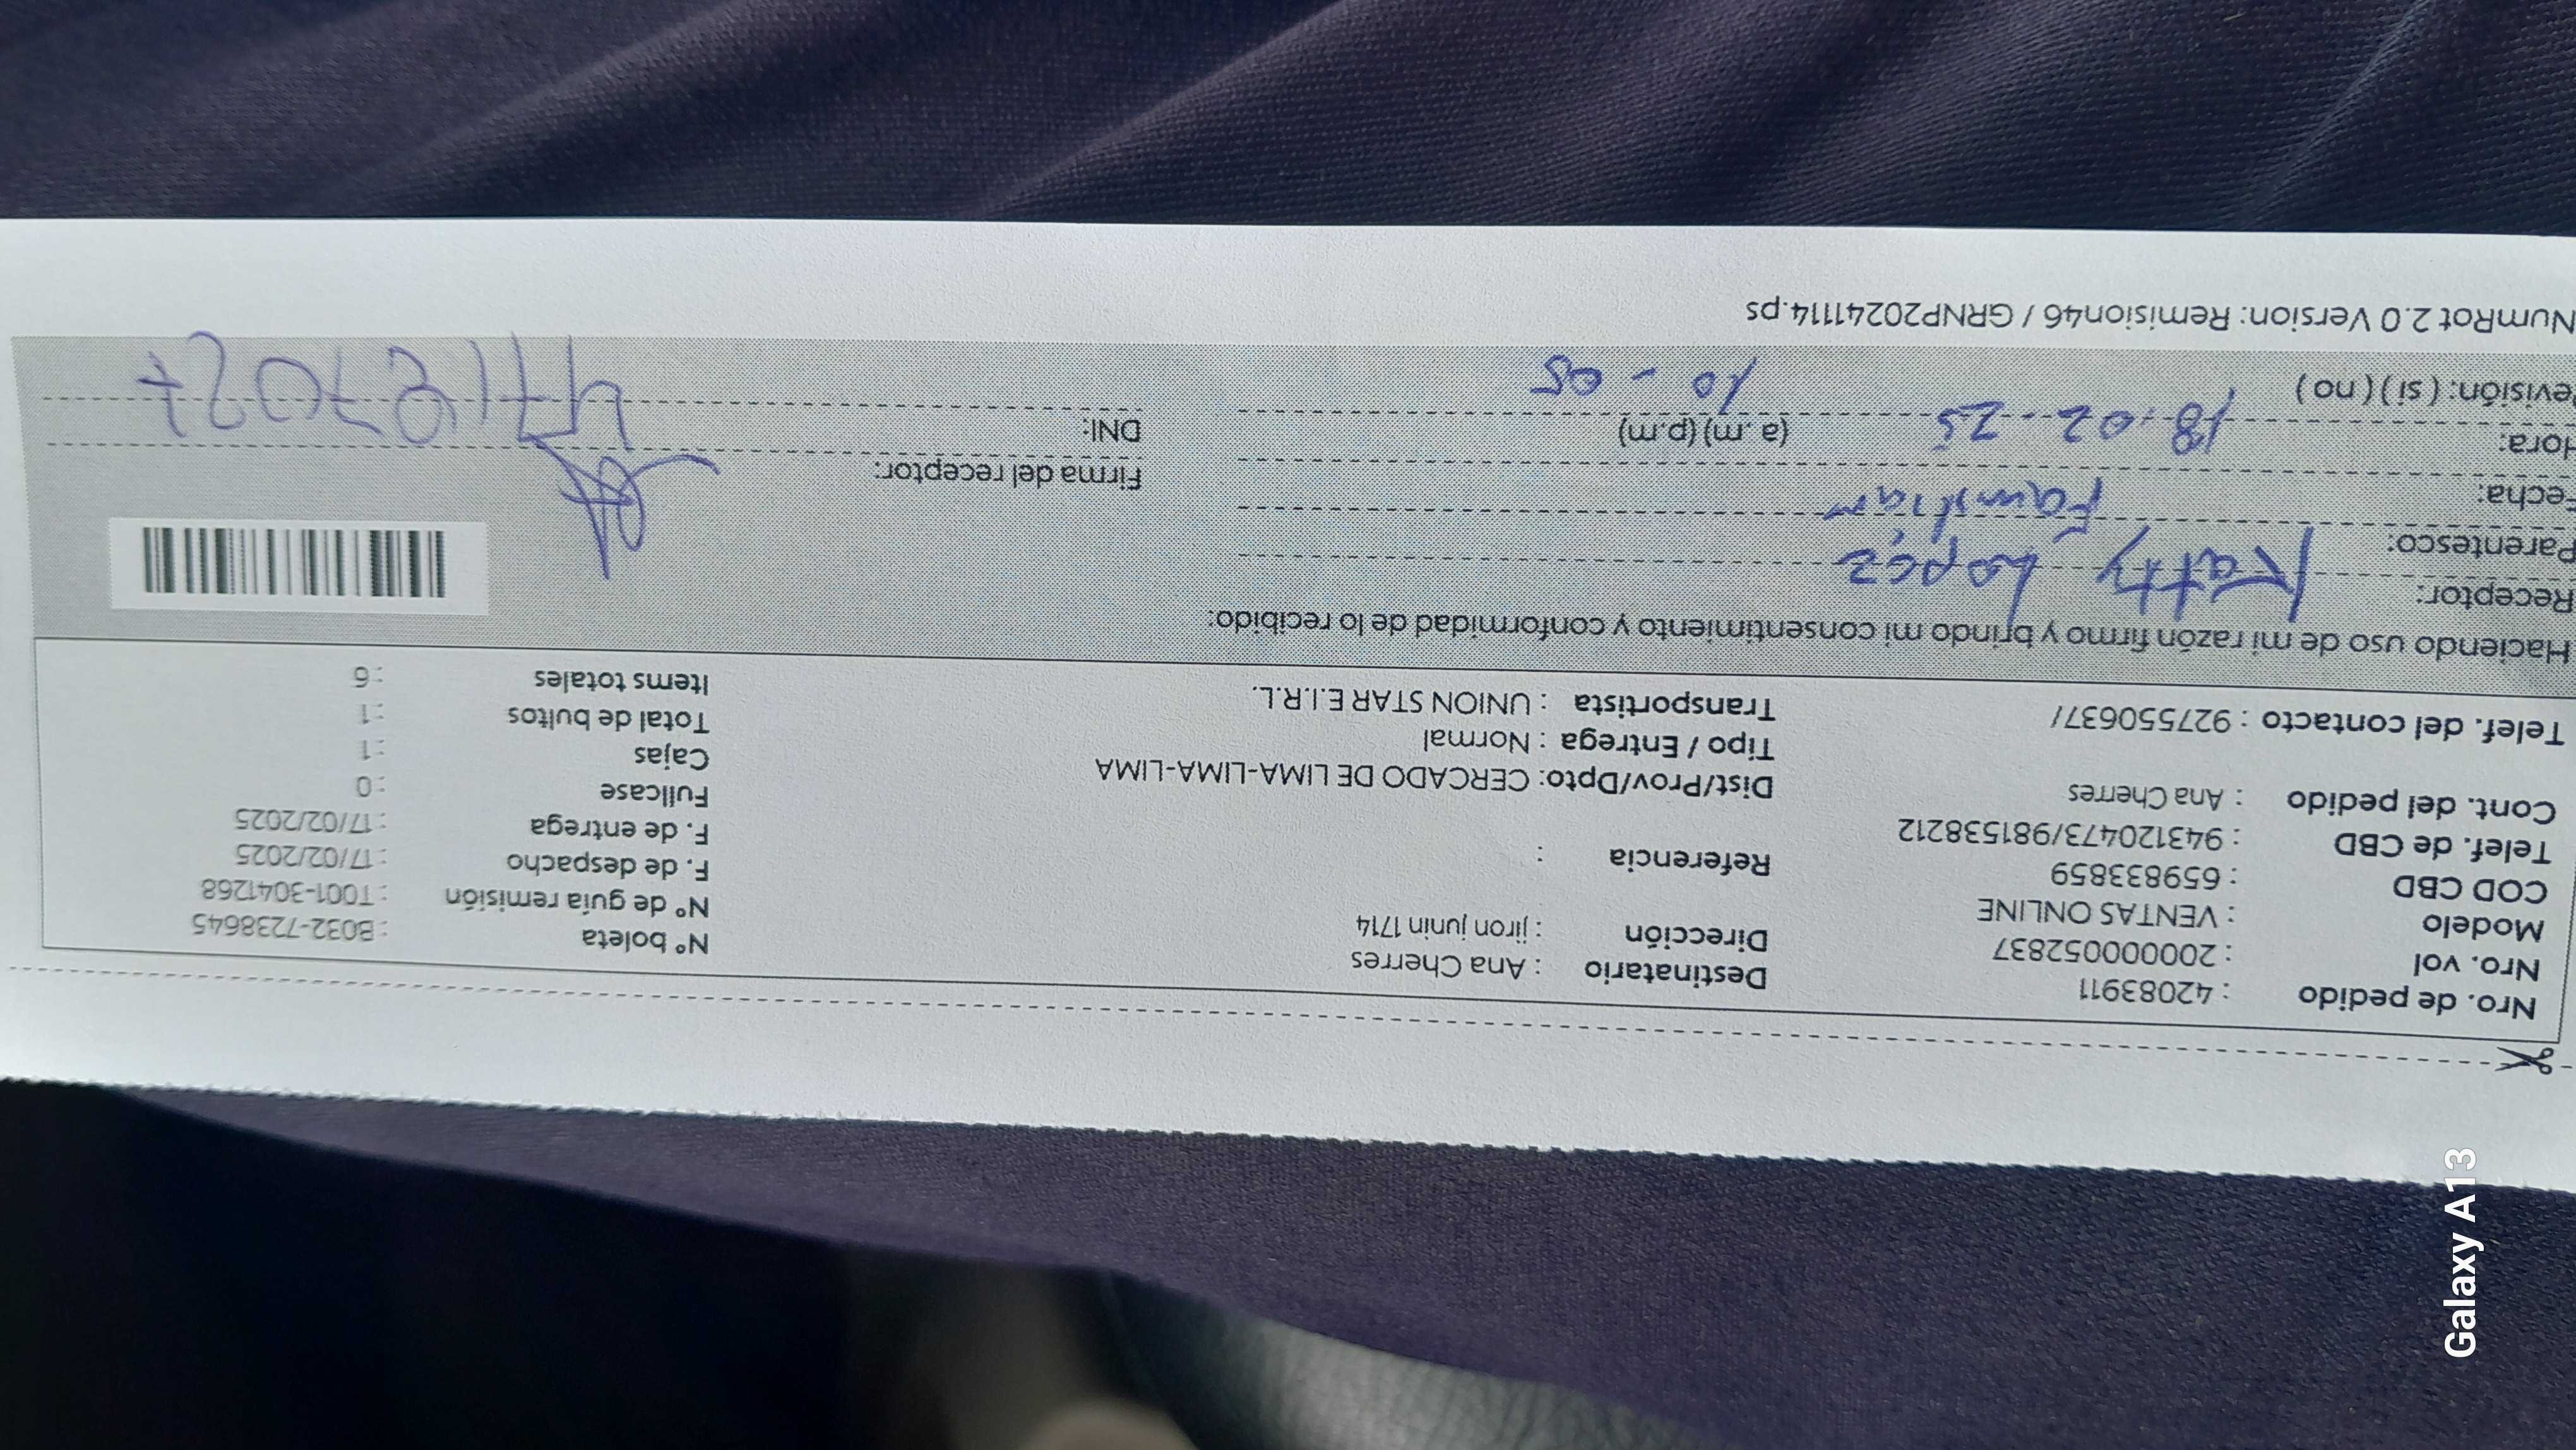 Nro. de pedido : 42083911
Nro. vol : 20000000052837
Modelo : VENTAS ONLINE
COD CBD : 659833859
Telef. de CBD : 943120473/981538212
Cont. del pedido : Ana Cherres
Telef. del contacto : 927550637/
Destinatario : Ana Cherres
Dirección : jiron junin 1714
Referencia :
Dist/Prov/Dpto: CERCADO DE LIMA-LIMA-LIMA
Tipo / Entrega : Normal
Transportista : UNION STAR E.I.R.L.
N° boleta : B032-7238645
N° de guía remisión : T001-3041268
F. de despacho : 17/02/2025
F. de entrega : 17/02/2025
Fullcase : 0
Cajas : 1
Total de bultos : 1
Items totales : 6
Haciendo uso de mi razón firmo y brindo mi consentimiento y conformidad de lo recibido:
Receptor: Katty Lopez
Parentesco: Familiar
Fecha: 18-02-25
Hora: (a .m) (p.m) 10-05
Revisión: ( si ) ( no )
Firma del receptor:
DNI: 47187027
NumRot 2.0 Version: Remision46 / GRNP20241114.ps
Galaxy A13